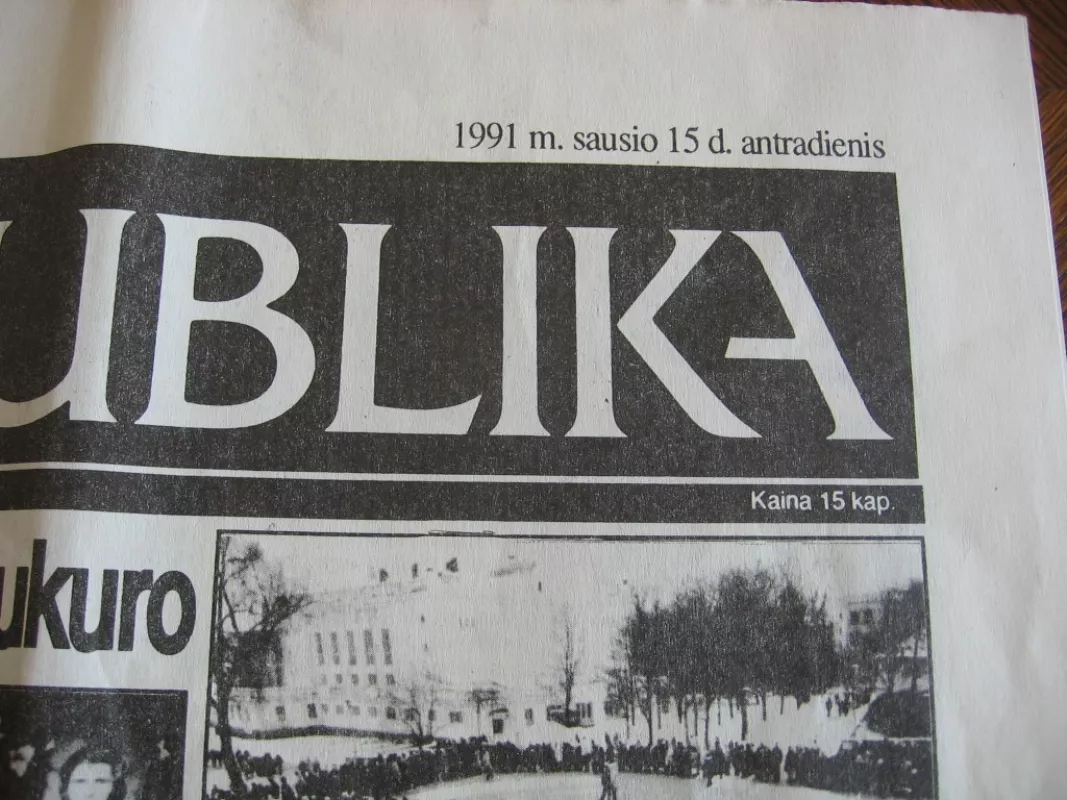 1991 m. sausio 15 d. antradienis
UBLIKA
Kaina 15 kap.
ukuro